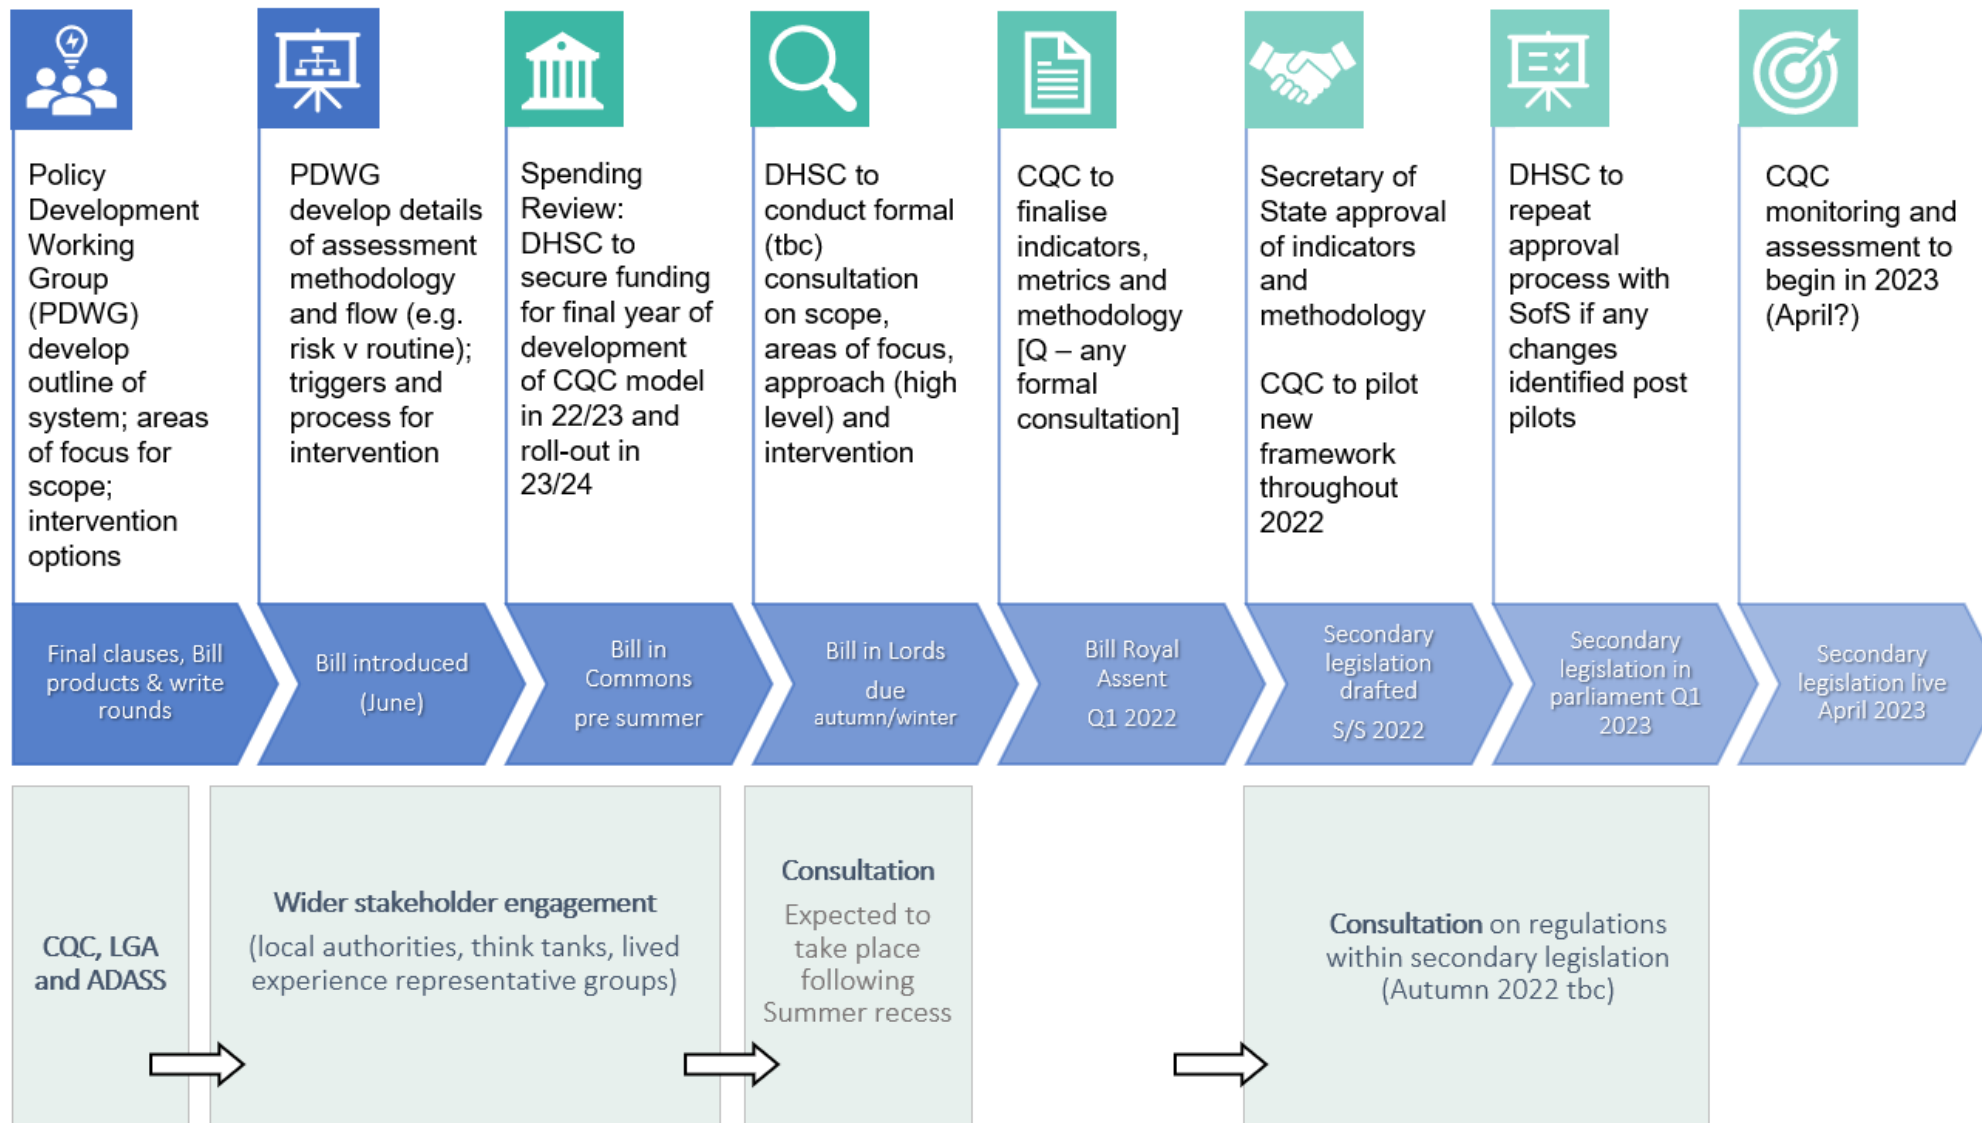 Policy
Development
Working
Group
(PDWG)
develop
outline of
system; areas
of focus for
scope;
intervention
options
PDWG
develop details
of assessment
methodology
and flow (e.g.
risk v routine);
triggers and
process for
intervention
Spending
Review:
DHSC to
secure funding
for final year of
development
of CQC model
in 22/23 and
roll-out in
23/24
DHSC to
conduct formal
(tbc)
consultation
on scope,
areas of focus,
approach (high
level) and
intervention
CQC to
finalise
indicators,
metrics and
methodology
[Q – any
formal
consultation]
Secretary of
State approval
of indicators
and
methodology
CQC to pilot
new
framework
throughout
2022
DHSC to
repeat
approval
process with
SofS if any
changes
identified post
pilots
CQC
monitoring and
assessment to
begin in 2023
(April?)
Final clauses, Bill
products & write
rounds
Bill introduced
(June)
Bill in
Commons
pre summer
Bill in Lords
due
autumn/winter
Bill Royal
Assent
Q1 2022
Secondary
legislation
drafted
S/S 2022
Secondary
legislation in
parliament Q1
2023
Secondary
legislation live
April 2023
CQC, LGA
and ADASS
Wider stakeholder engagement
(local authorities, think tanks, lived
experience representative groups)
Consultation
Expected to
take place
following
Summer recess
Consultation on regulations
within secondary legislation
(Autumn 2022 tbc)